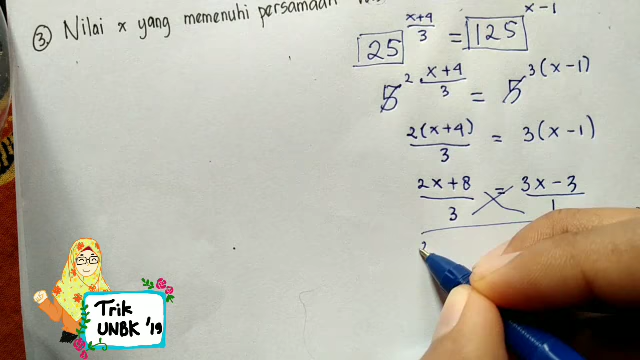 ③ Nilai x yang memenuhi persamaan
125^((x+4)/3) = 125^(x-1)
5^(2·(x+4)/3) = 5^(3(x-1))
2(x+4)/3 = 3(x-1)
(2x+8)/3 = (3x-3)/1
Trik
UNBK '19